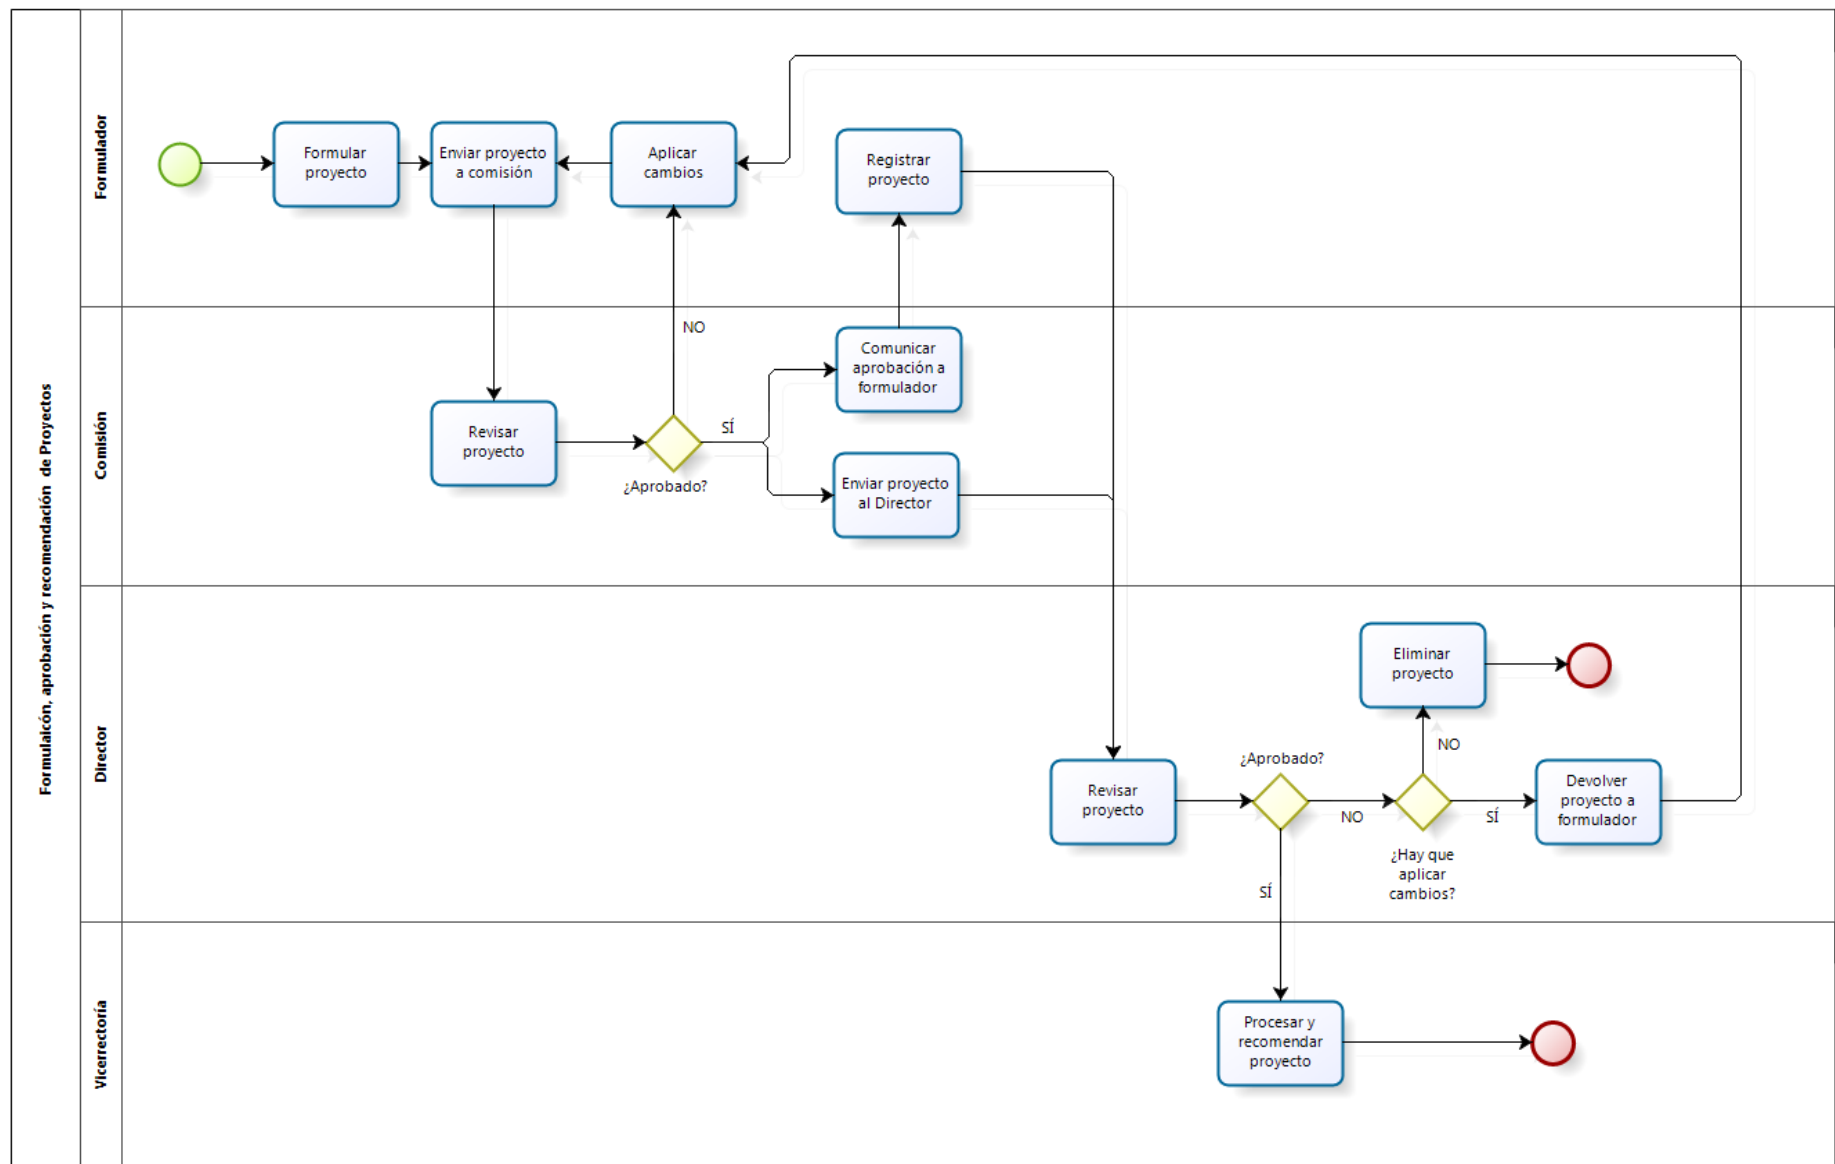 Formulaicón, aprobación y recomendación de Proyectos
Formulador
Formular
proyecto
Enviar proyecto
a comisión
Aplicar
cambios
Registrar
proyecto
Comisión
NO
Comunicar
aprobación a
formulador
Revisar
proyecto
SÍ
¿Aprobado?
Enviar proyecto
al Director
Director
Eliminar
proyecto
NO
¿Aprobado?
Revisar
proyecto
NO
SÍ
Devolver
proyecto a
formulador
¿Hay que
aplicar
cambios?
SÍ
Vicerrectoría
Procesar y
recomendar
proyecto